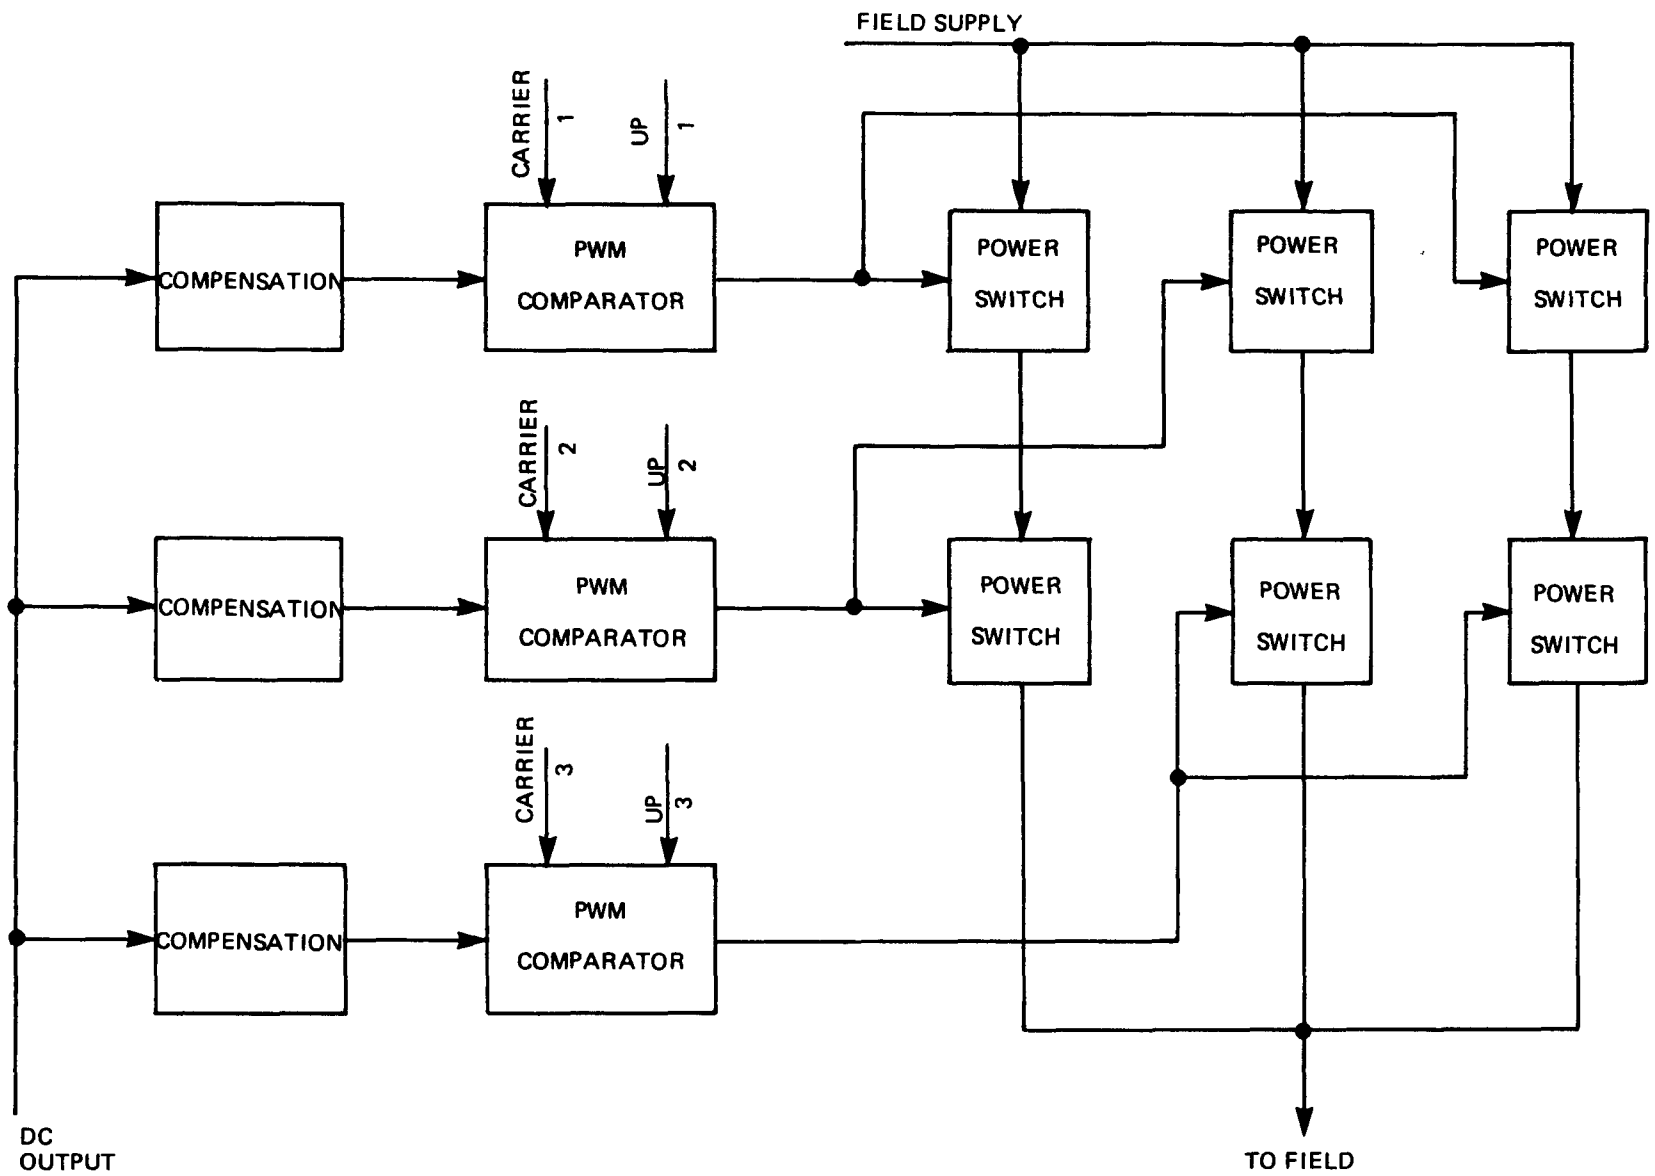 FIELD SUPPLY
CARRIER
1
UP
1
COMPENSATION
PWM
COMPARATOR
POWER
SWITCH
POWER
SWITCH
POWER
SWITCH
CARRIER
2
UP
2
COMPENSATION
PWM
COMPARATOR
POWER
SWITCH
POWER
SWITCH
POWER
SWITCH
CARRIER
3
UP
3
COMPENSATION
PWM
COMPARATOR
DC
OUTPUT
TO FIELD